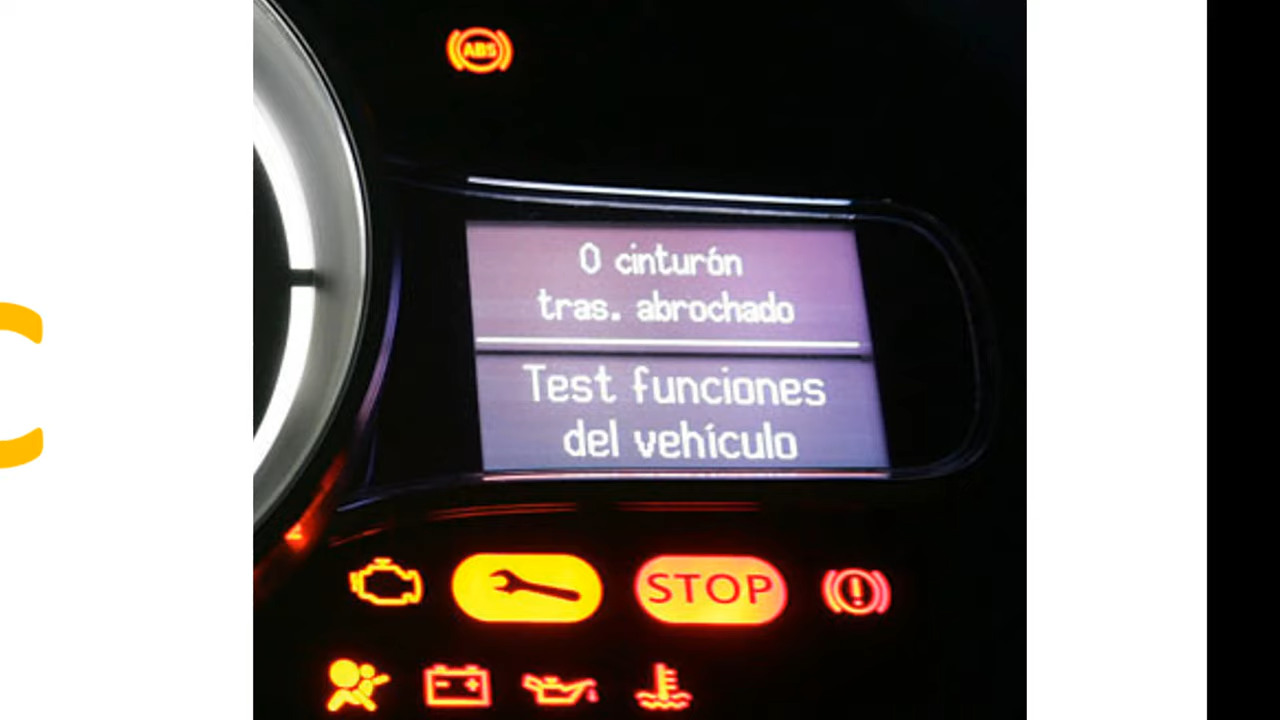 ABS
0 cinturón
tras. abrochado
Test funciones
del vehículo
STOP